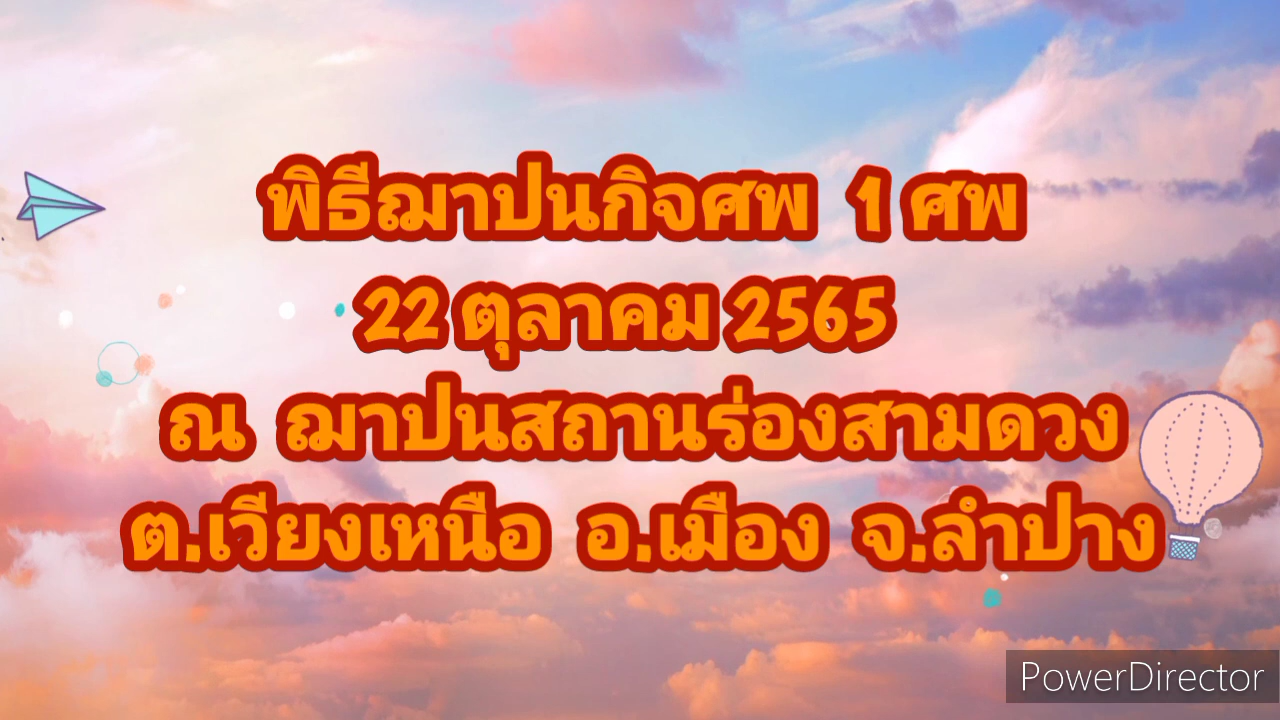 พิธีฌาปนกิจศพ 1 ศพ
22 ตุลาคม 2565
ณ ฌาปนสถานร่องสามดวง
ต.เวียงเหนือ อ.เมือง จ.ลำปาง
PowerDirector